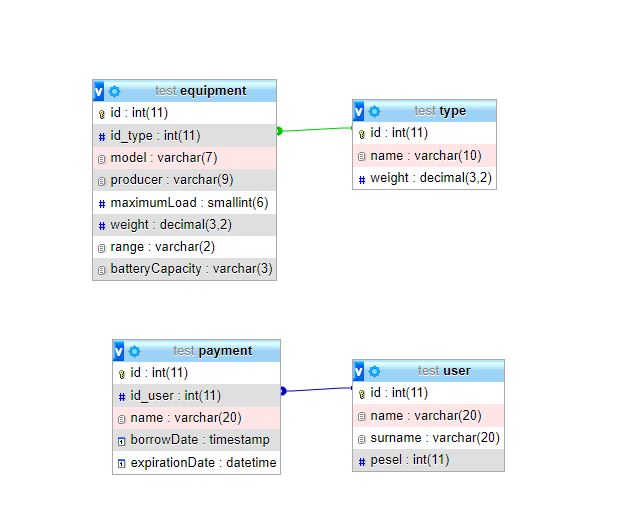 v test equipment
id : int(11)
# id_type : int(11)
model : varchar(7)
producer : varchar(9)
# maximumLoad : smallint(6)
# weight : decimal(3,2)
range : varchar(2)
batteryCapacity : varchar(3)
v test type
id : int(11)
name : varchar(10)
# weight : decimal(3,2)
v test payment
id : int(11)
# id_user : int(11)
name : varchar(20)
borrowDate : timestamp
expirationDate : datetime
v test user
id : int(11)
name : varchar(20)
surname : varchar(20)
# pesel : int(11)